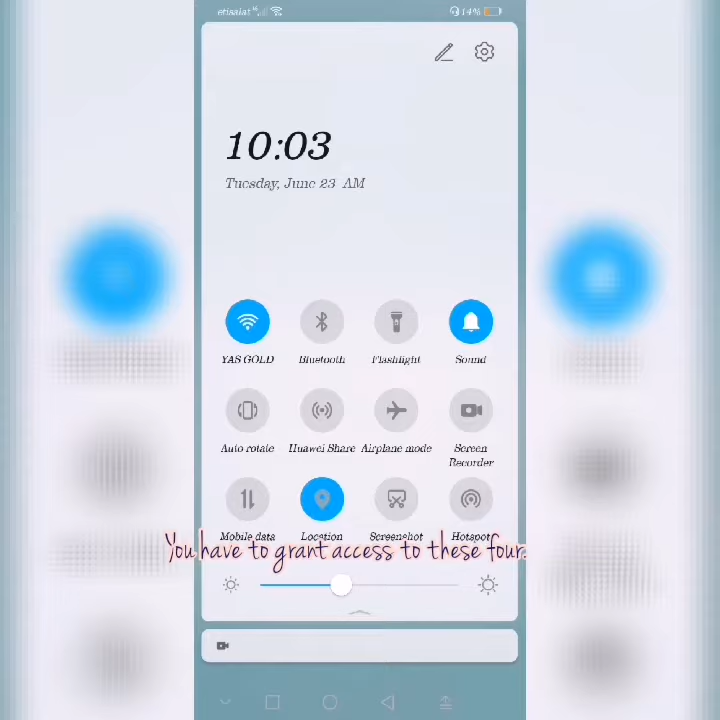 etisalat
14%
10:03
Tuesday, June 23 AM
YAS GOLD
Bluetooth
Flashlight
Sound
Auto rotate
Huawei Share
Airplane mode
Screen
Recorder
Mobile data
Location
Screenshot
Hotspot
You have to grant access to these four.